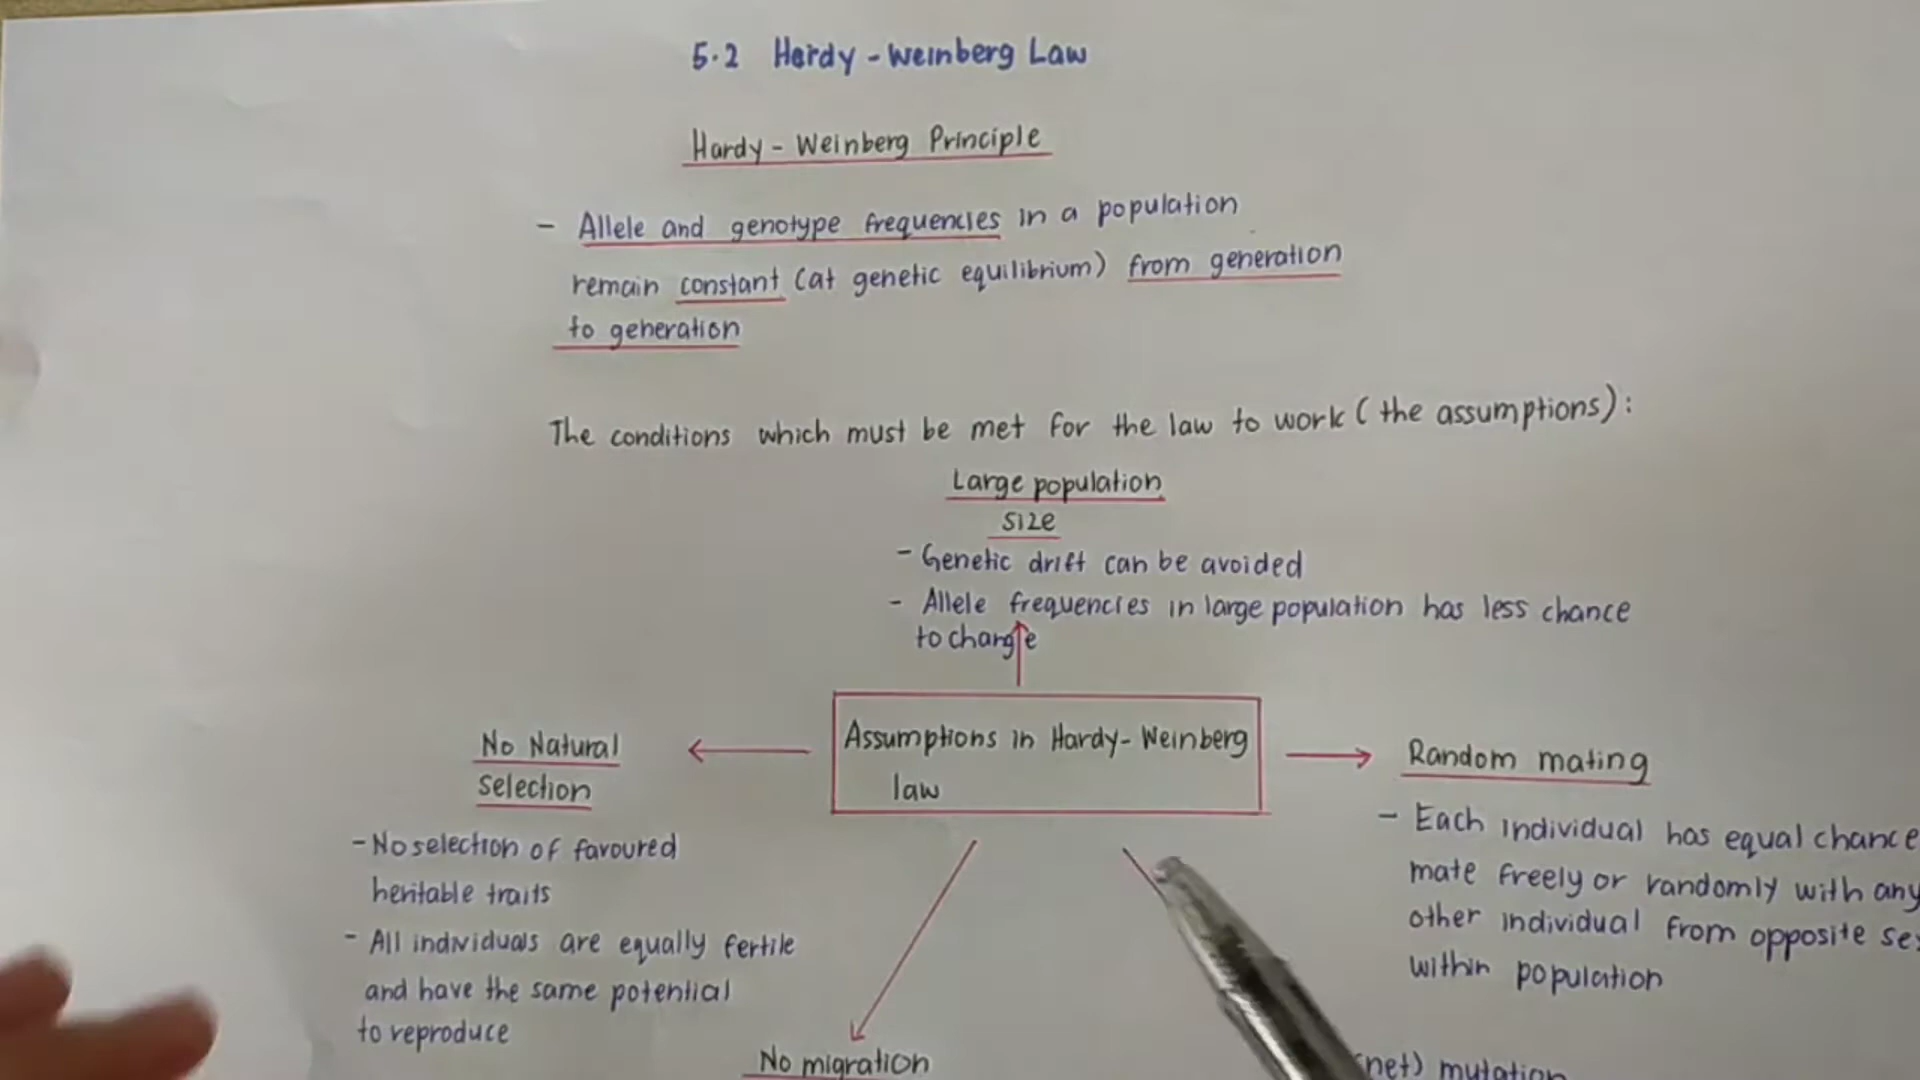 5.2 Hardy-Weinberg Law
Hardy - Weinberg Principle
- Allele and genotype frequencies in a population
remain constant (at genetic equilibrium) from generation
to generation
The conditions which must be met for the law to work (the assumptions):
Large population
size
- Genetic drift can be avoided
- Allele frequencies in large population has less chance
to change
Assumptions in Hardy-Weinberg
law
No Natural
selection
- No selection of favoured
heritable traits
- All individuals are equally fertile
and have the same potential
to reproduce
Random mating
- Each individual has equal chance
mate freely or randomly with any
other individual from opposite
within population
No migration
(net) mutation